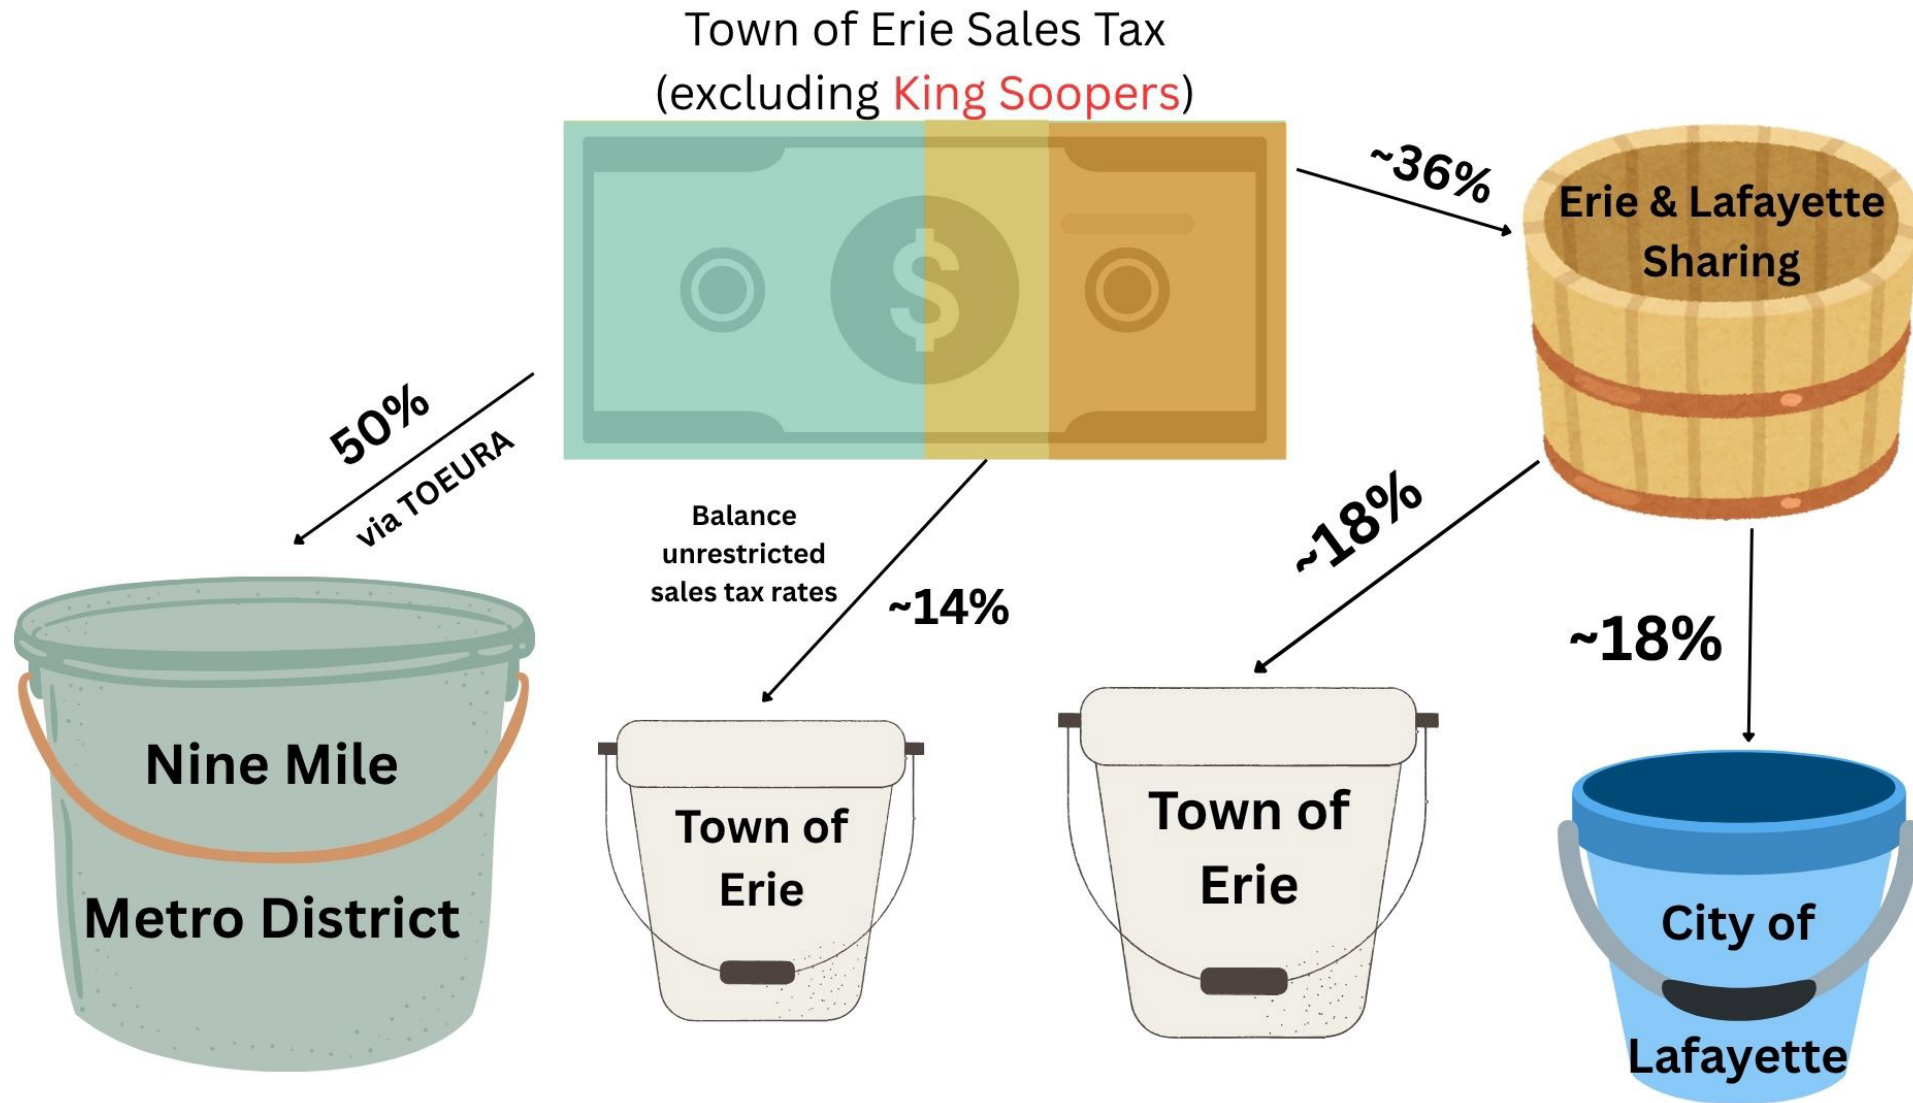 Town of Erie Sales Tax
(excluding King Soopers)
~36%
Erie & Lafayette
Sharing
$
50%
via TOEURA
Balance
unrestricted
sales tax rates
~14%
~18%
~18%
Nine Mile
Metro District
Town of
Erie
Town of
Erie
City of
Lafayette